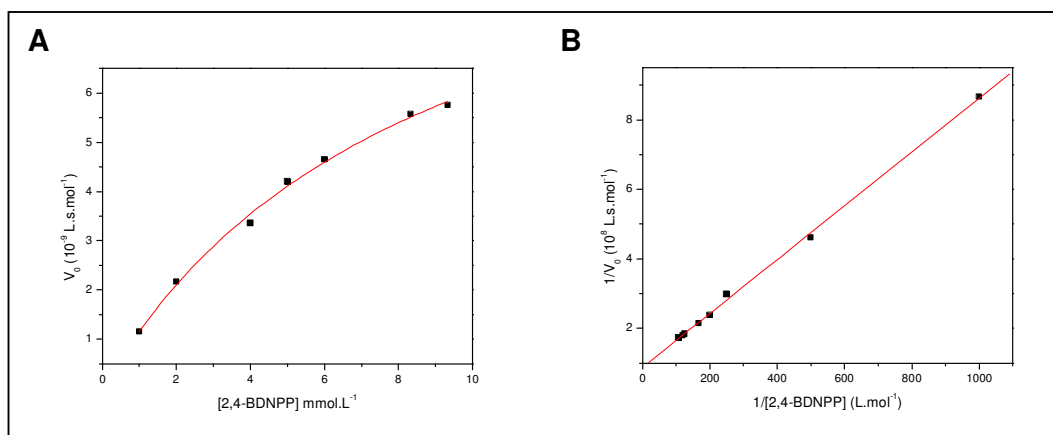 A
B
V₀ (10⁻⁹ L.s.mol⁻¹)
6
5
4
3
2
1
0 2 4 6 8 10
[2,4-BDNPP] mmol.L⁻¹
1/V₀ (10⁸ L.s.mol⁻¹)
8
6
4
2
0 200 400 600 800 1000
1/[2,4-BDNPP] (L.mol⁻¹)